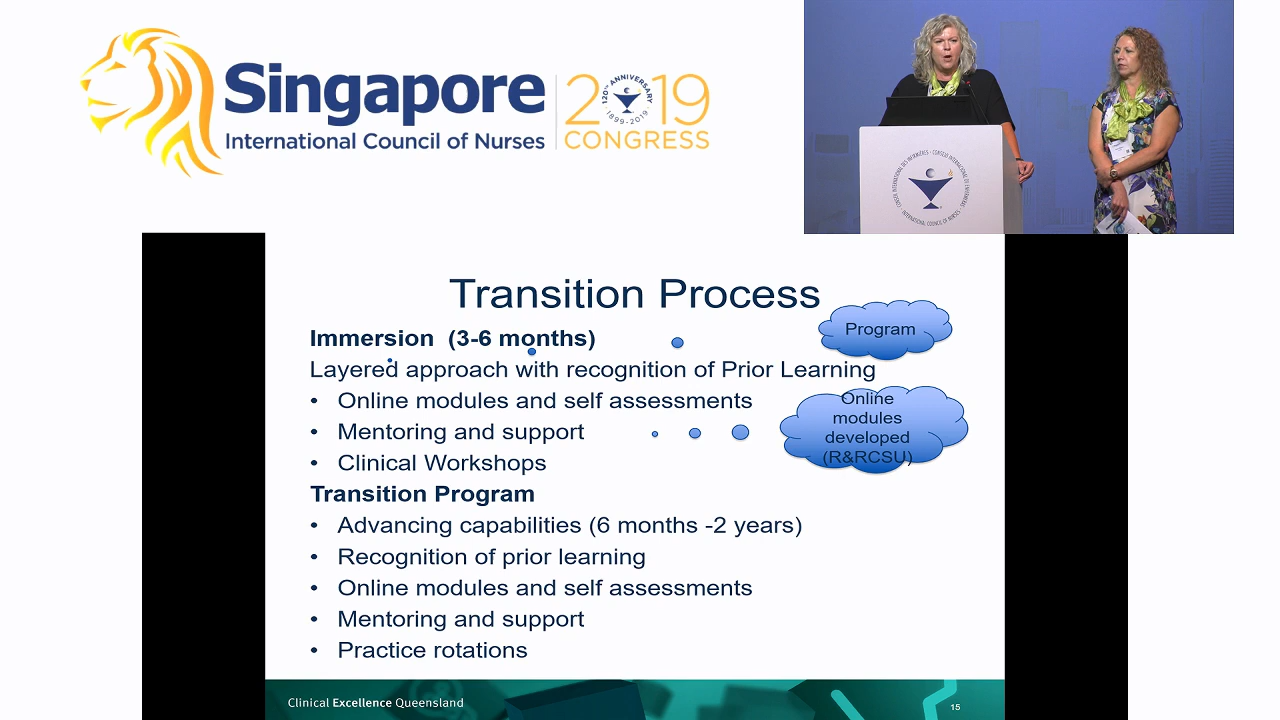 Singapore
International Council of Nurses
2019
CONGRESS
120TH ANNIVERSARY
· 1899-2019 ·
Transition Process
Program
Immersion (3-6 months)
Layered approach with recognition of Prior Learning
• Online modules and self assessments
• Mentoring and support
• Clinical Workshops
Online
modules
developed
(R&RCSU)
Transition Program
• Advancing capabilities (6 months -2 years)
• Recognition of prior learning
• Online modules and self assessments
• Mentoring and support
• Practice rotations
Clinical Excellence Queensland
15